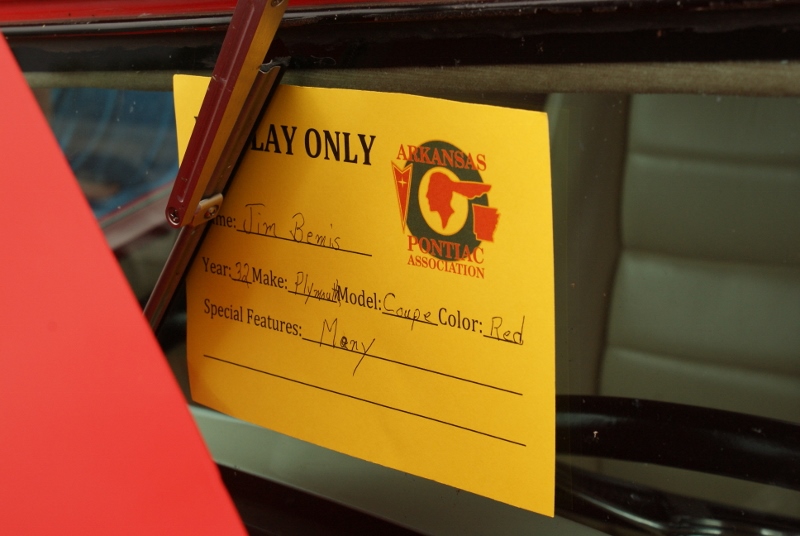 LAY ONLY
ARKANSAS
PONTIAC
ASSOCIATION
me: Jim Bemis
Year: 32 Make: Plymouth Model: Coupe Color: Red
Special Features: Many